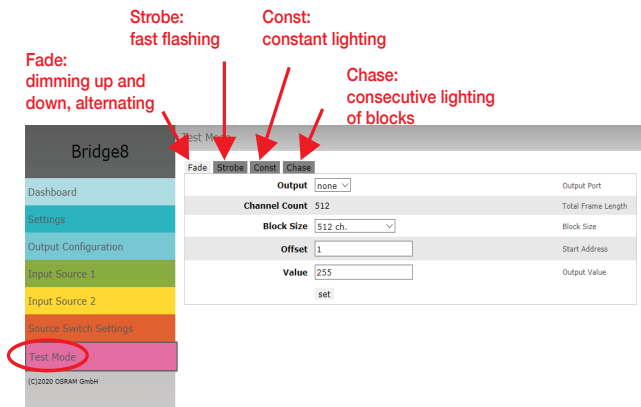 Strobe:
fast flashing
Const:
constant lighting
Fade:
dimming up and
down, alternating
Chase:
consecutive lighting
of blocks
Bridge8
Test Mode
Fade Strobe Const Chase
Dashboard
Settings
Output Configuration
Input Source 1
Input Source 2
Source Switch Settings
Test Mode
(C)2020 OSRAM GmbH
Output none Output Port
Channel Count 512 Total Frame Length
Block Size 512 ch. Block Size
Offset 1 Start Address
Value 255 Output Value
set